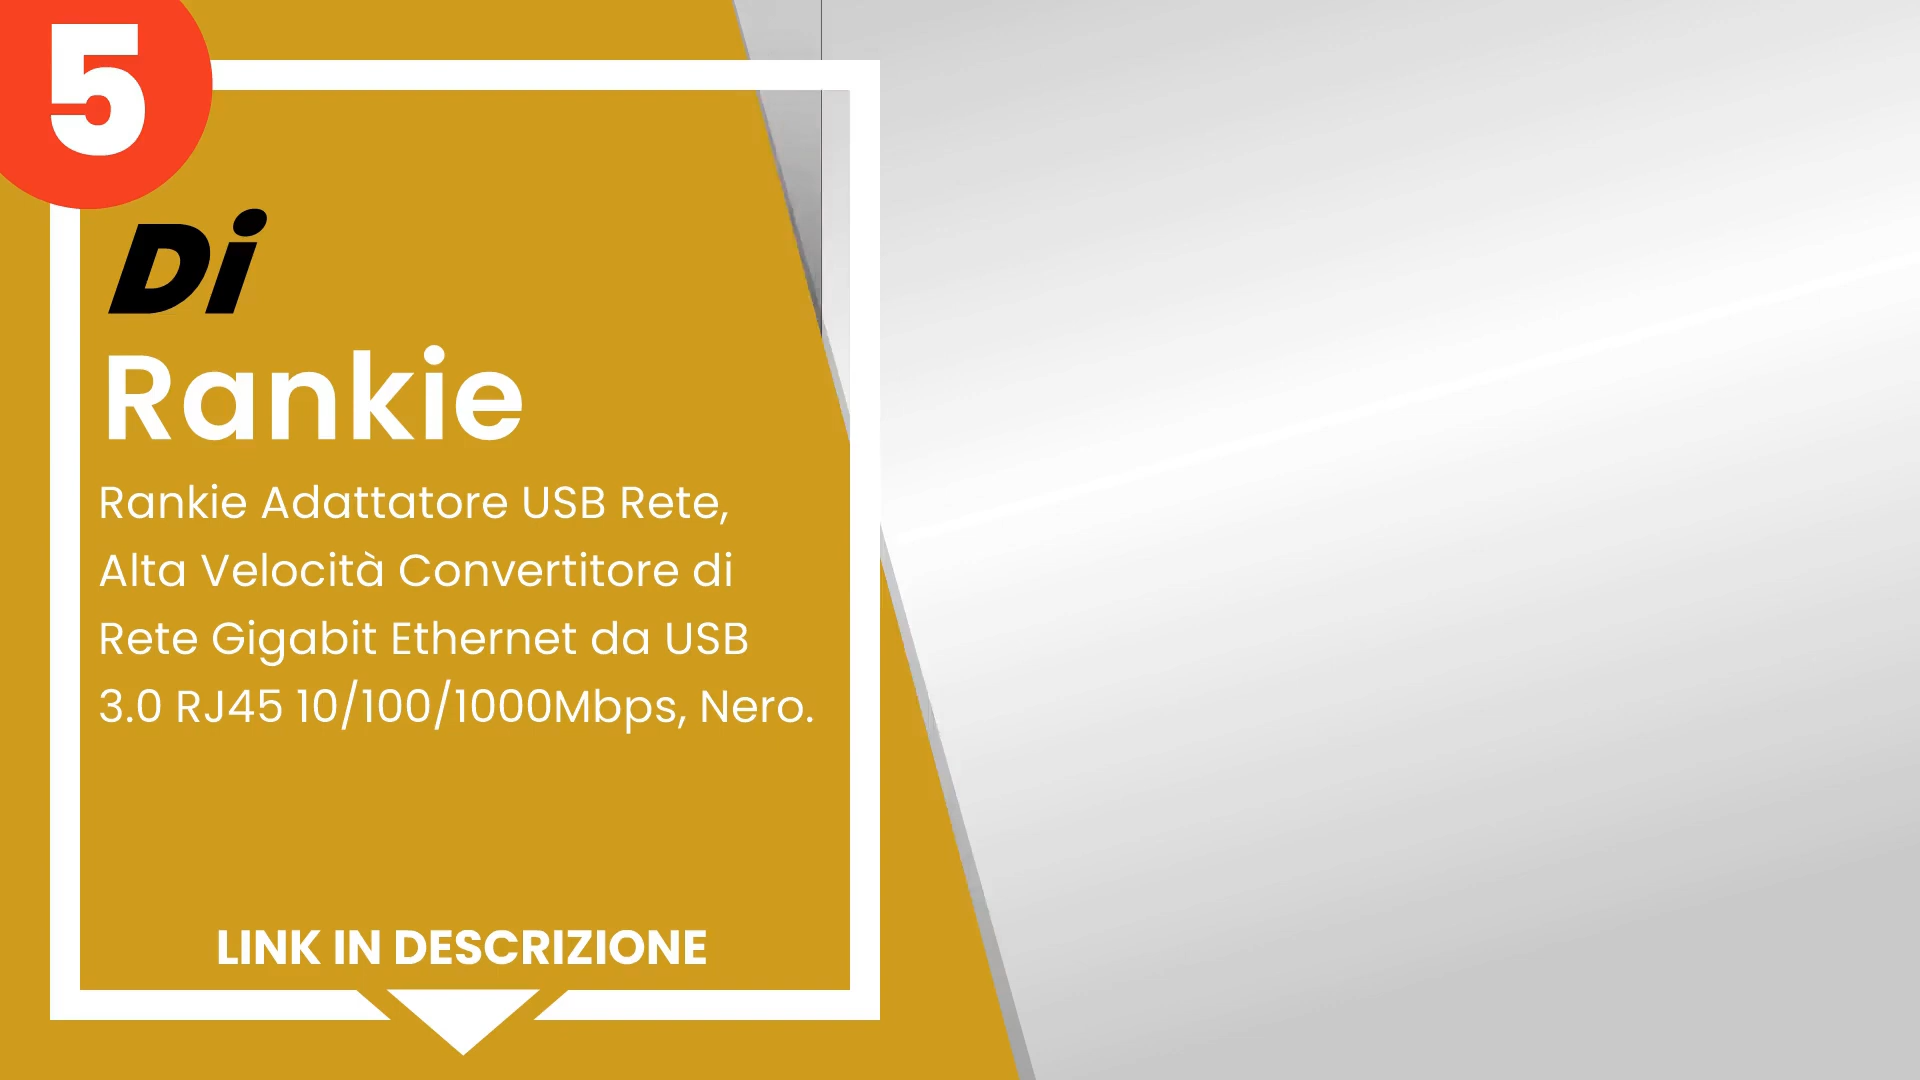 5
Di
Rankie
Rankie Adattatore USB Rete,
Alta Velocità Convertitore di
Rete Gigabit Ethernet da USB
3.0 RJ45 10/100/1000Mbps, Nero.
LINK IN DESCRIZIONE